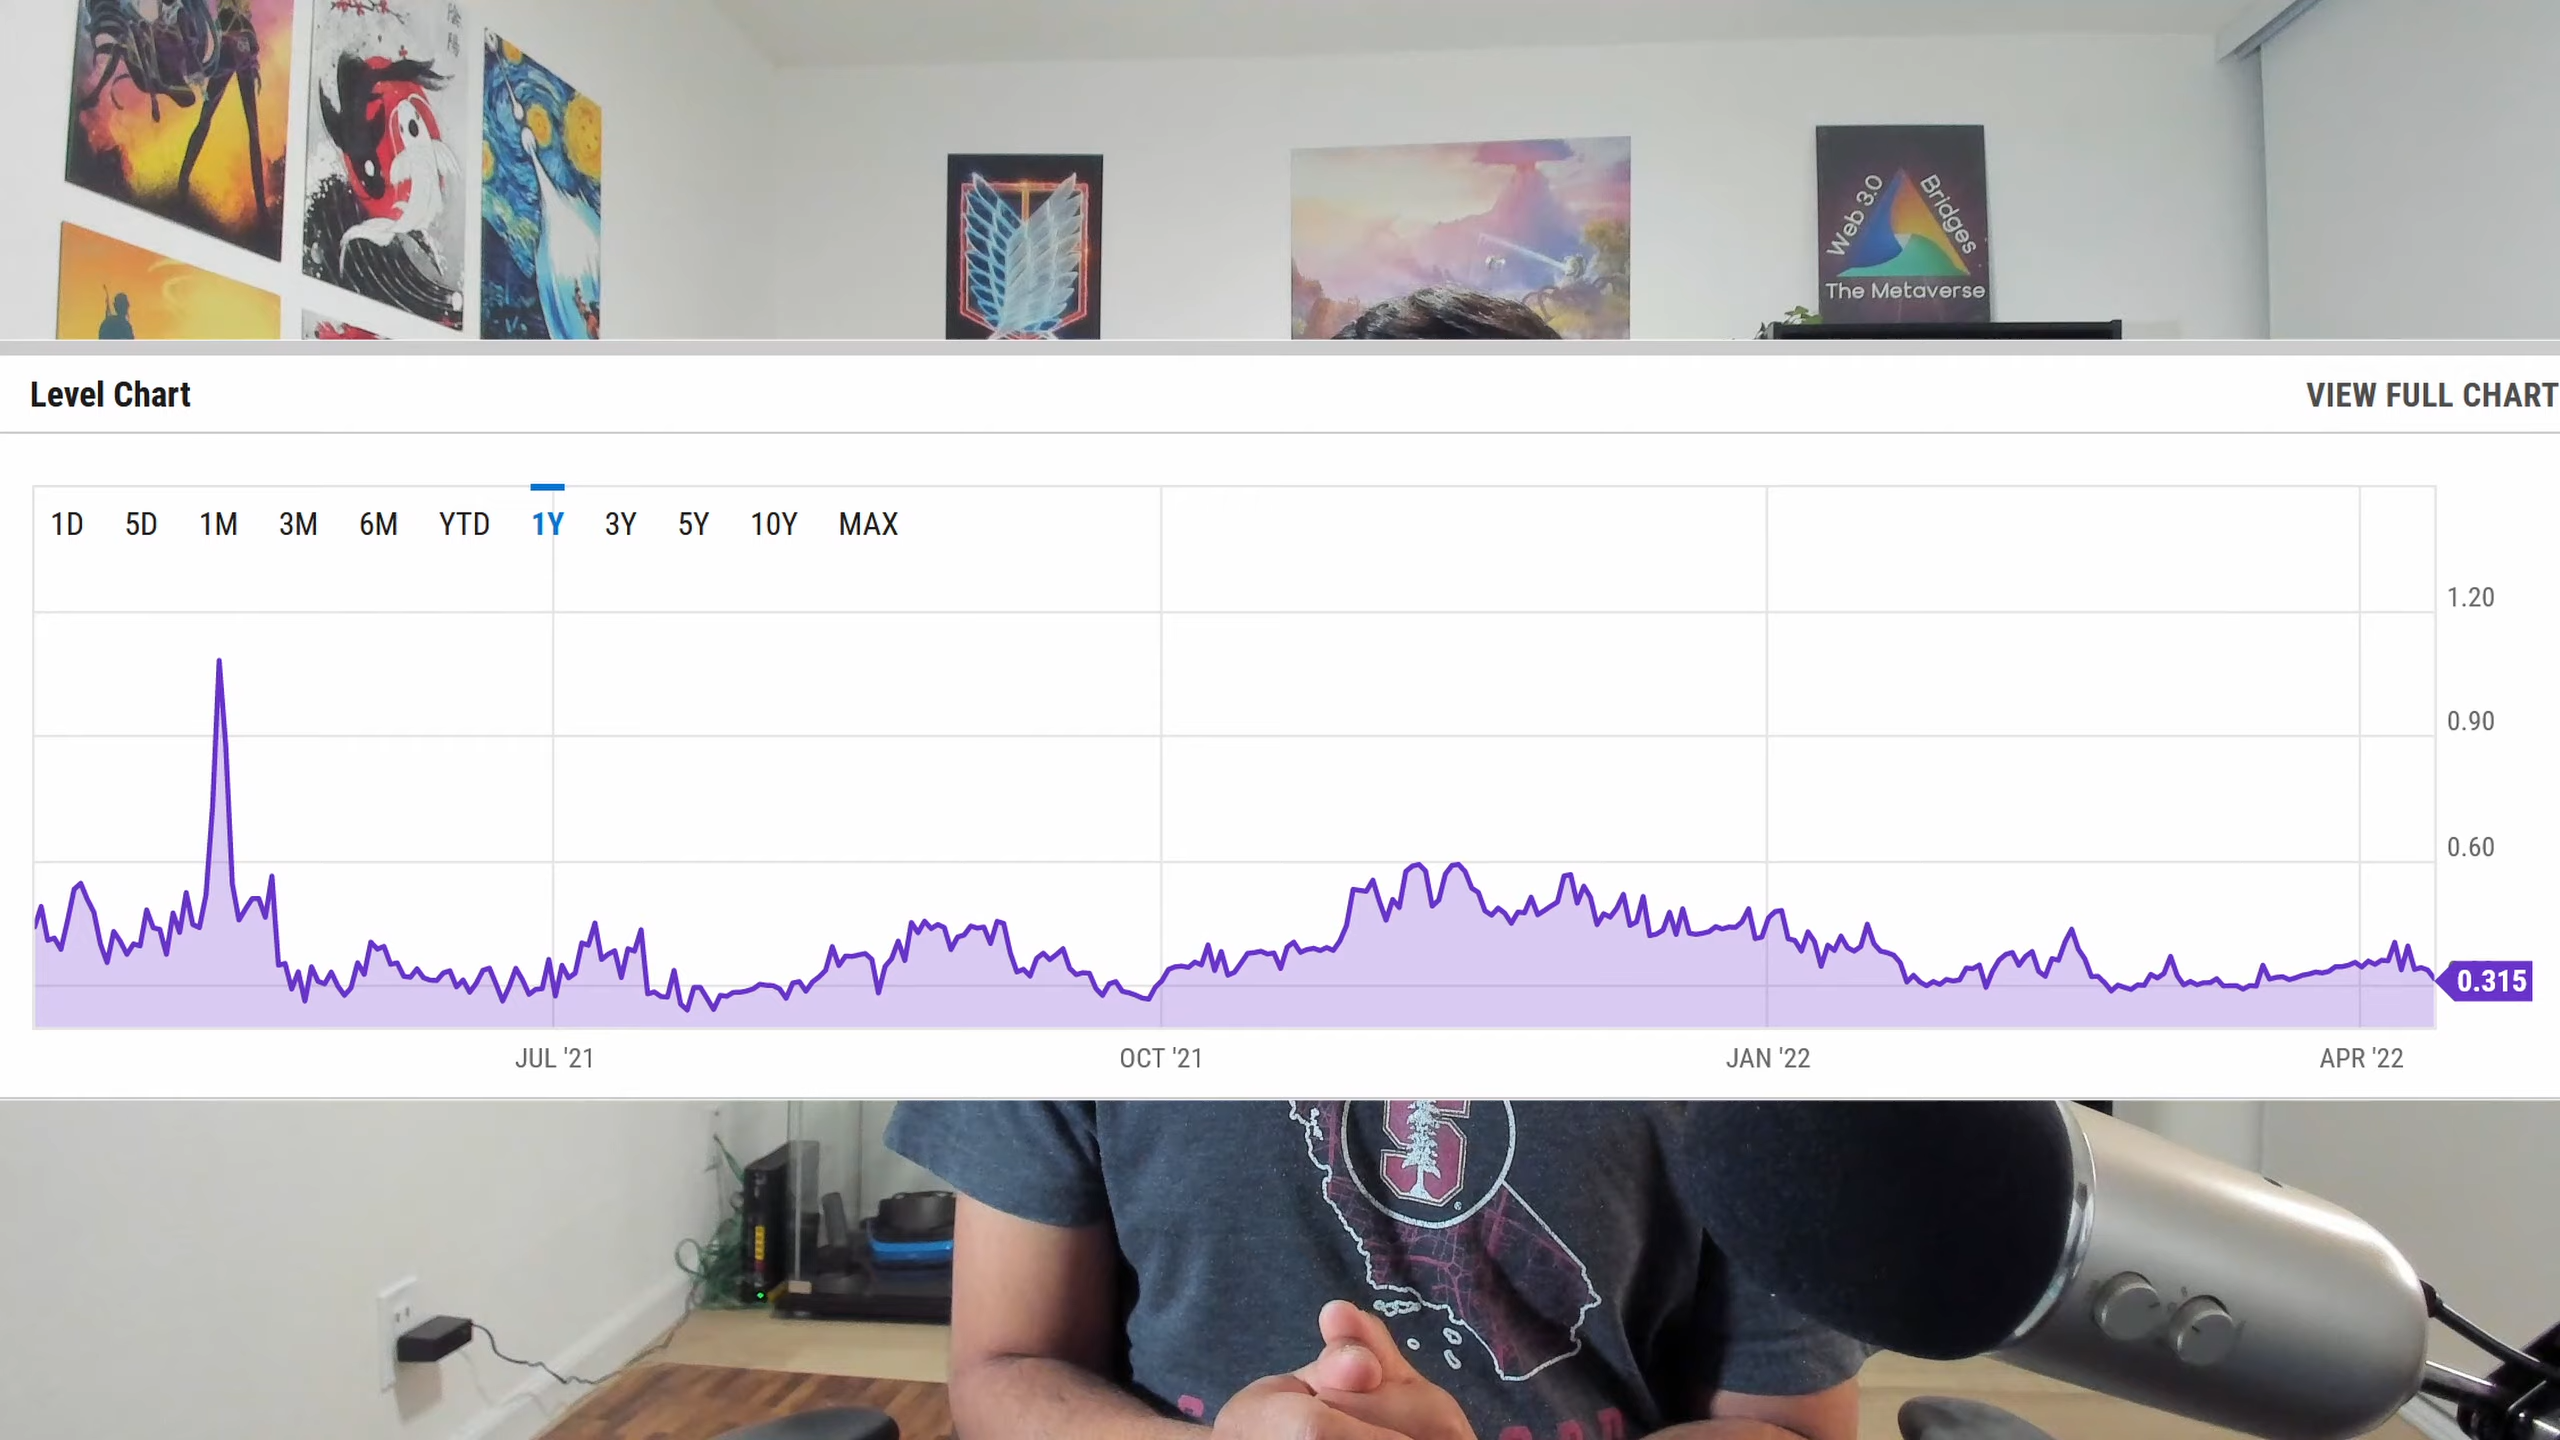 Web 3.0
Bridges
The Metaverse
Level Chart
VIEW FULL CHART
1D 5D 1M 3M 6M YTD 1Y 3Y 5Y 10Y MAX
1.20
0.90
0.60
0.315
JUL '21 OCT '21 JAN '22 APR '22
S